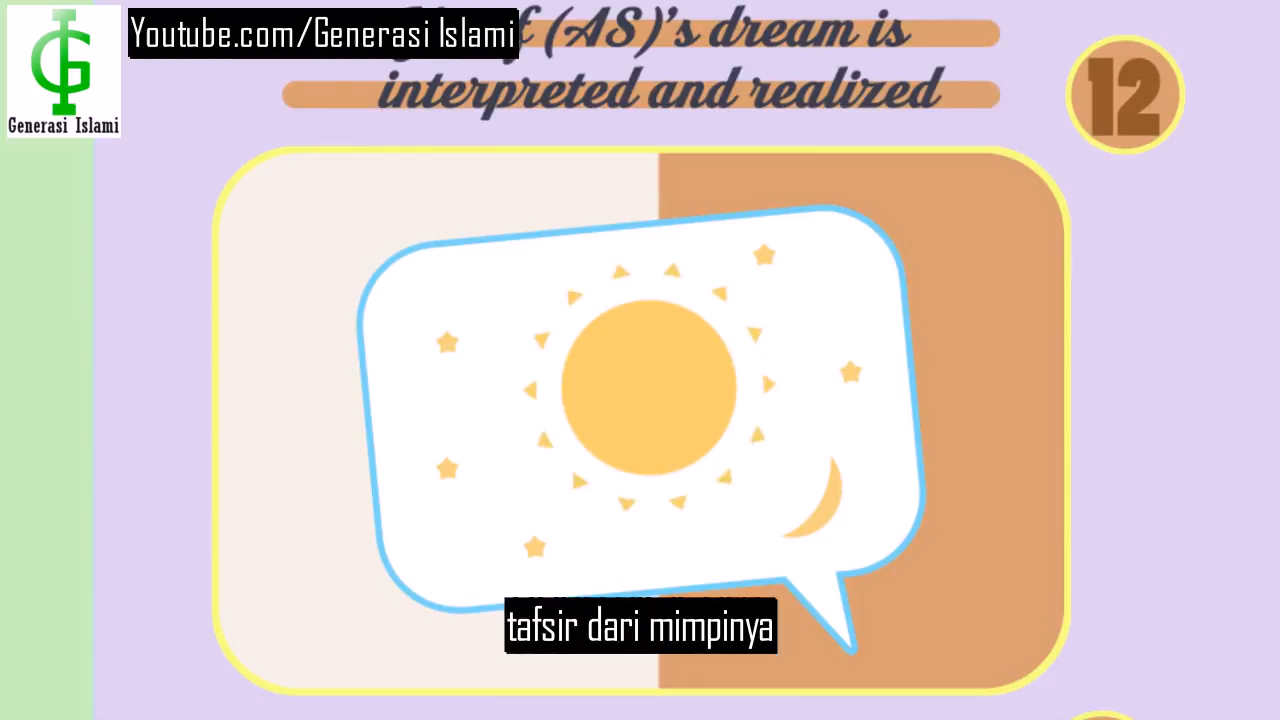 Youtube.com/Generasi Islami
(AS)'s dream is
interpreted and realized
12
Generasi Islami
tafsir dari mimpinya